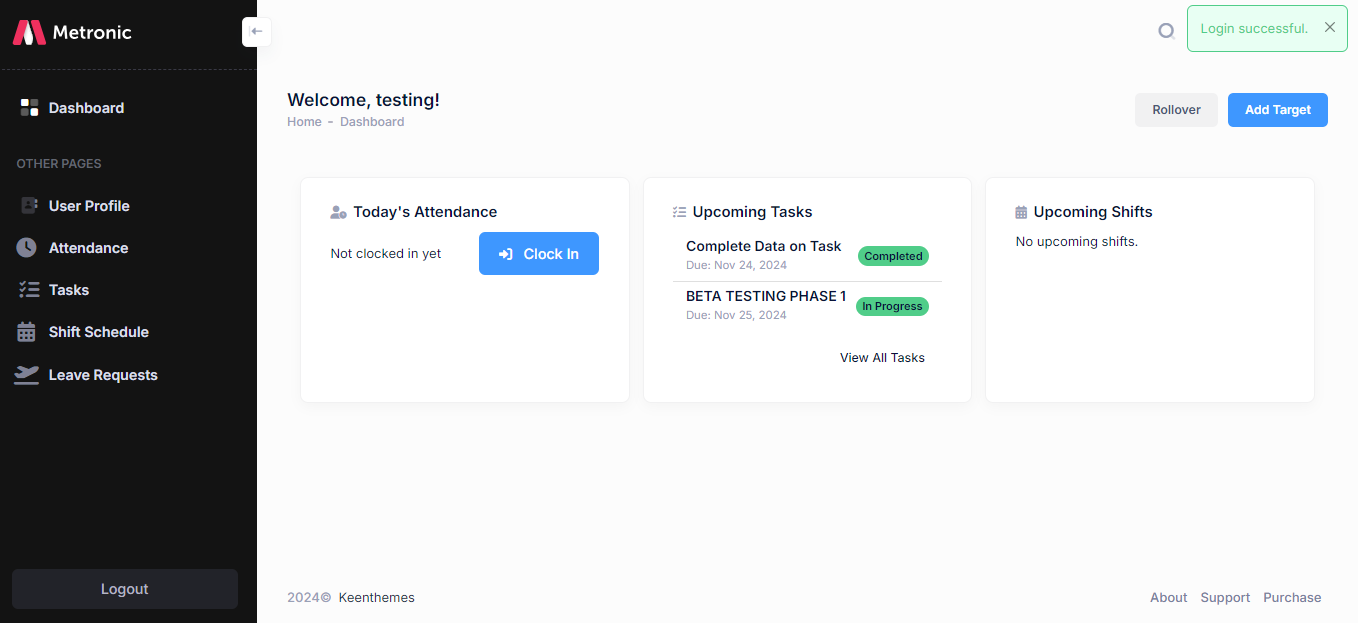 Metronic
Login successful.
Dashboard
OTHER PAGES
User Profile
Attendance
Tasks
Shift Schedule
Leave Requests
Logout
Welcome, testing!
Home - Dashboard
Rollover
Add Target
Today's Attendance
Not clocked in yet
Clock In
Upcoming Tasks
Complete Data on Task
Due: Nov 24, 2024
Completed
BETA TESTING PHASE 1
Due: Nov 25, 2024
In Progress
View All Tasks
Upcoming Shifts
No upcoming shifts.
2024© Keenthemes
About Support Purchase